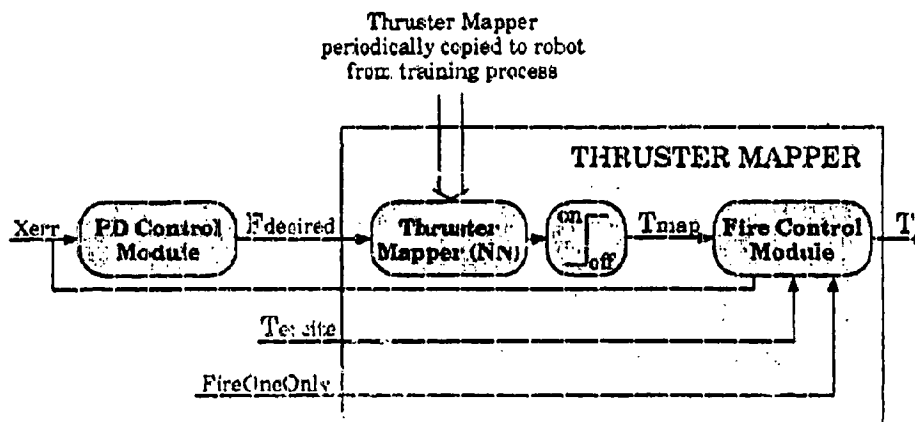 Thruster Mapper
periodically copied to robot
from training process
THRUSTER MAPPER
Xerr
PD Control
Module
Fdesired
Thruster
Mapper (NN)
on
off
Tmap
Fire Control
Module
T
FireOneOnly